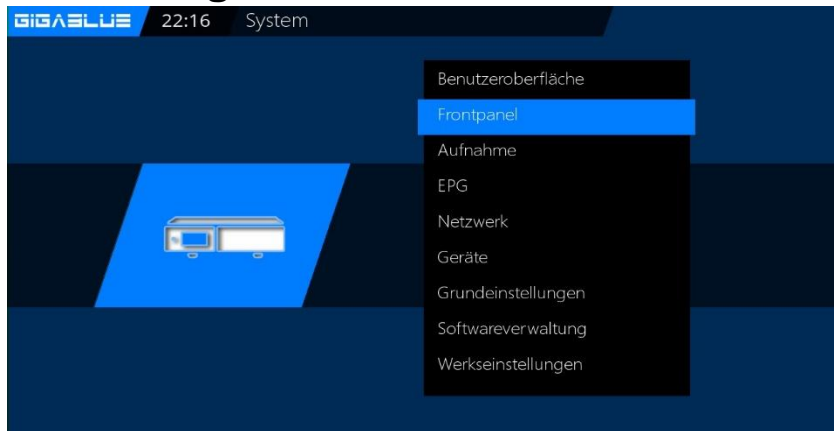 GIGABLUE 22:16 System
Benutzeroberfläche
Frontpanel
Aufnahme
EPG
Netzwerk
Geräte
Grundeinstellungen
Softwareverwaltung
Werkseinstellungen